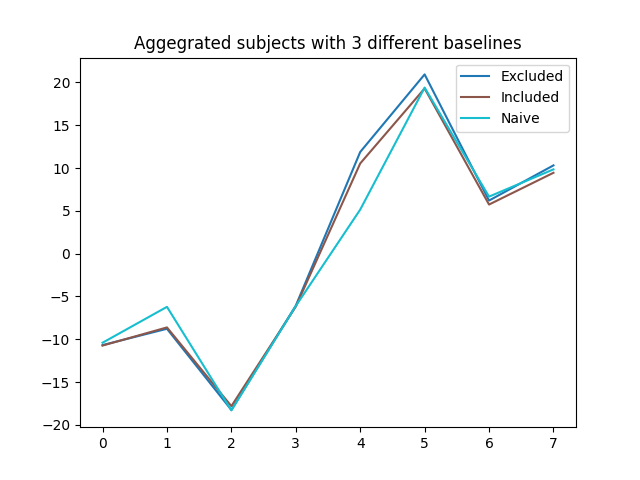 Aggegrated subjects with 3 different baselines
Excluded
Included
Naive
20
15
10
5
0
−5
−10
−15
−20
0 1 2 3 4 5 6 7